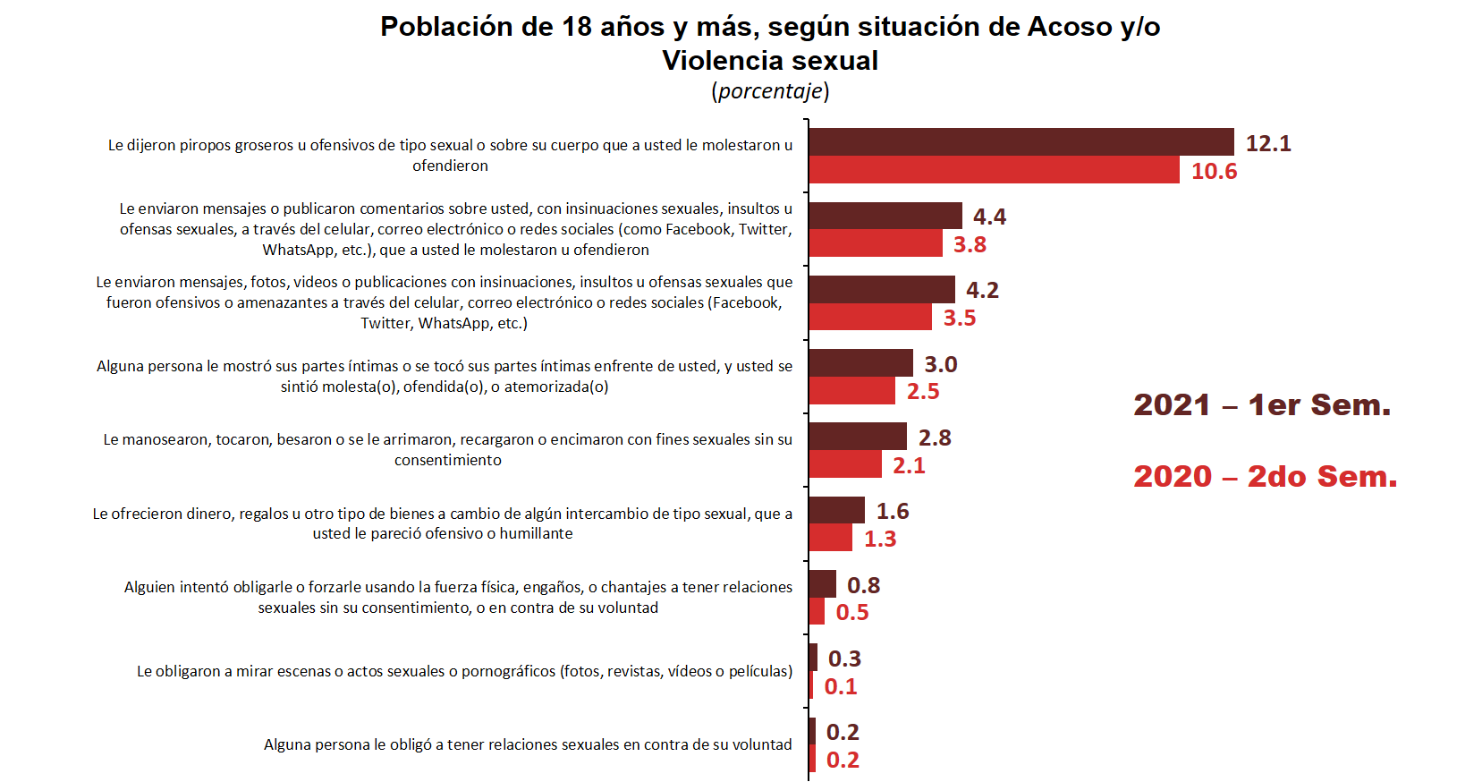 Población de 18 años y más, según situación de Acoso y/o
Violencia sexual
(porcentaje)
Le dijeron piropos groseros u ofensivos de tipo sexual o sobre su cuerpo que a usted le molestaron u
ofendieron
12.1
10.6
Le enviaron mensajes o publicaron comentarios sobre usted, con insinuaciones sexuales, insultos u
ofensas sexuales, a través del celular, correo electrónico o redes sociales (como Facebook, Twitter,
WhatsApp, etc.), que a usted le molestaron u ofendieron
4.4
3.8
Le enviaron mensajes, fotos, videos o publicaciones con insinuaciones, insultos u ofensas sexuales que
fueron ofensivos o amenazantes a través del celular, correo electrónico o redes sociales (Facebook,
Twitter, WhatsApp, etc.)
4.2
3.5
Alguna persona le mostró sus partes íntimas o se tocó sus partes íntimas enfrente de usted, y usted se
sintió molesta(o), ofendida(o), o atemorizada(o)
3.0
2.5
Le manosearon, tocaron, besaron o se le arrimaron, recargaron o encimaron con fines sexuales sin su
consentimiento
2.8
2.1
Le ofrecieron dinero, regalos u otro tipo de bienes a cambio de algún intercambio de tipo sexual, que a
usted le pareció ofensivo o humillante
1.6
1.3
Alguien intentó obligarle o forzarle usando la fuerza física, engaños, o chantajes a tener relaciones
sexuales sin su consentimiento, o en contra de su voluntad
0.8
0.5
Le obligaron a mirar escenas o actos sexuales o pornográficos (fotos, revistas, vídeos o películas)
0.3
0.1
Alguna persona le obligó a tener relaciones sexuales en contra de su voluntad
0.2
0.2
2021 – 1er Sem.
2020 – 2do Sem.